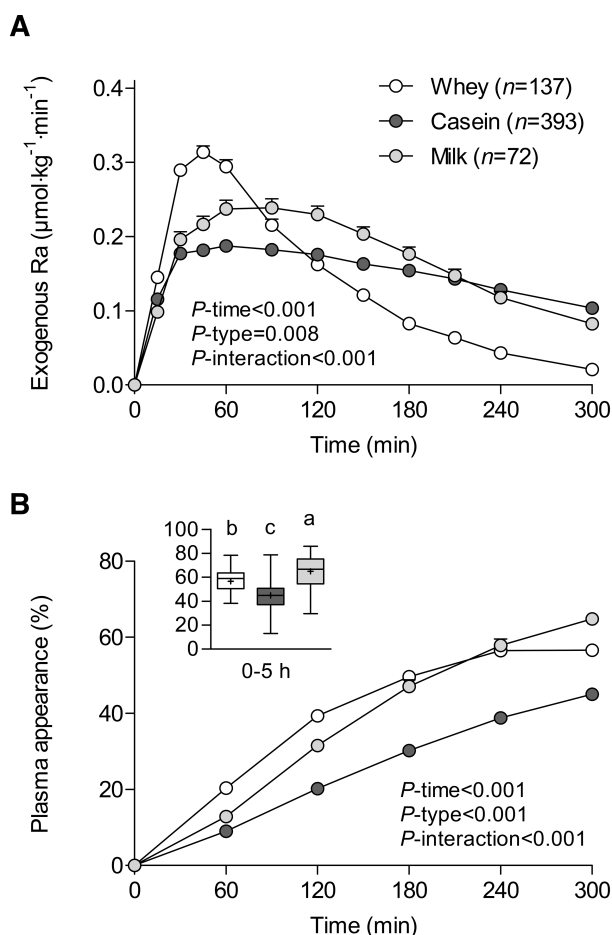 A
Exogenous Ra (μmol·kg⁻¹·min⁻¹)
0.4
0.3
0.2
0.1
0.0
Whey (n=137)
Casein (n=393)
Milk (n=72)
P-time<0.001
P-type=0.008
P-interaction<0.001
0 60 120 180 240 300
Time (min)
B
Plasma appearance (%)
80
60
40
20
0
100
80
60
40
20
0
b c a
0-5 h
P-time<0.001
P-type<0.001
P-interaction<0.001
0 60 120 180 240 300
Time (min)